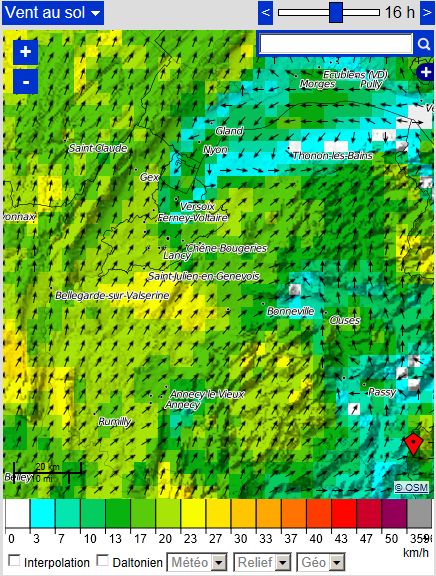 Vent au sol
< 16 h >
+
-
+
Ecublens (VD)
Morges Pully
Gland
Saint-Claude
Nyon
Thonon-les-Bains
Gex
Versoix
yonnax
Ferney-Voltaire
Chêne-Bougeries
Lancy
Saint-Julien-en-Genevois
Bellegarde-sur-Valserine
Bonneville
Cluses
Passy
Annecy-le-Vieux
Annecy
Rumilly
20 km
10 mi
Belley
© OSM
0 3 7 10 13 17 20 23 27 30 33 37 40 43 47 50
km/h
Interpolation Daltonien Météo Relief Géo